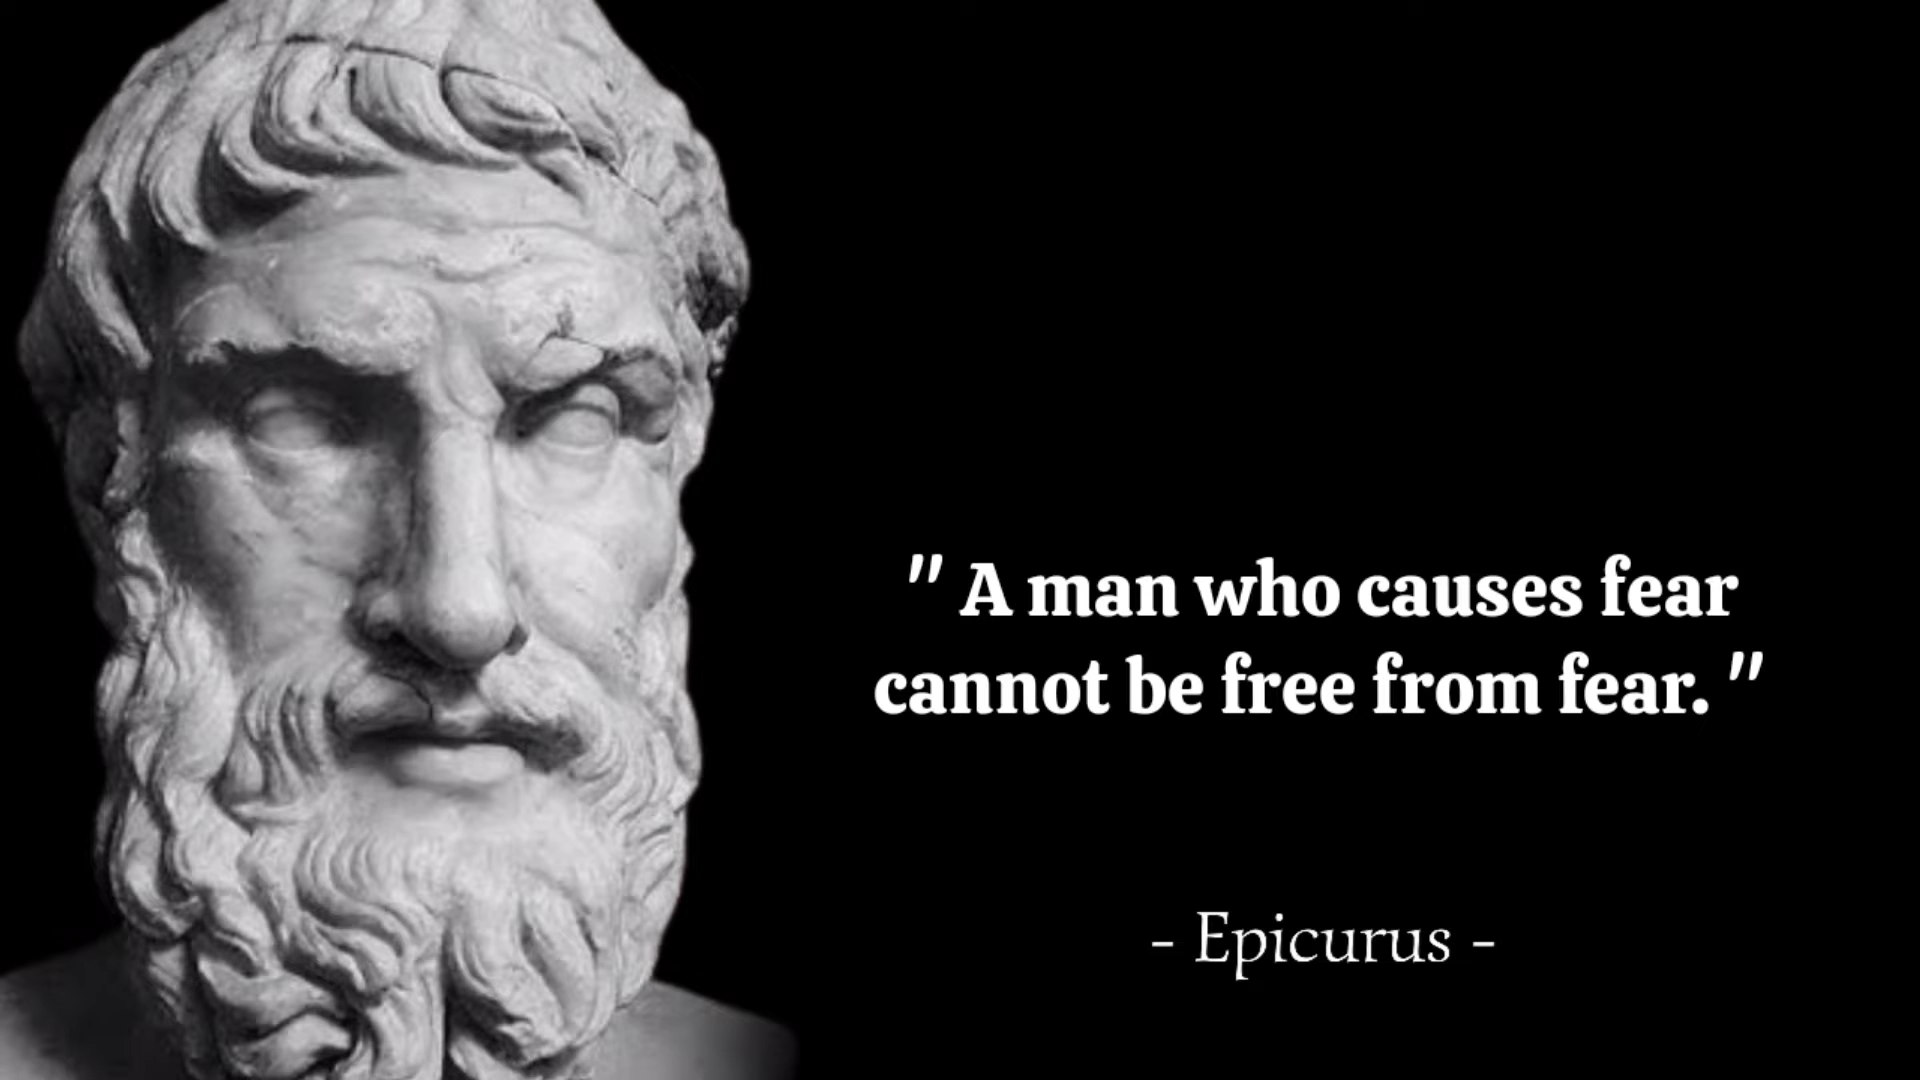 " A man who causes fear
cannot be free from fear. "
- Epicurus -